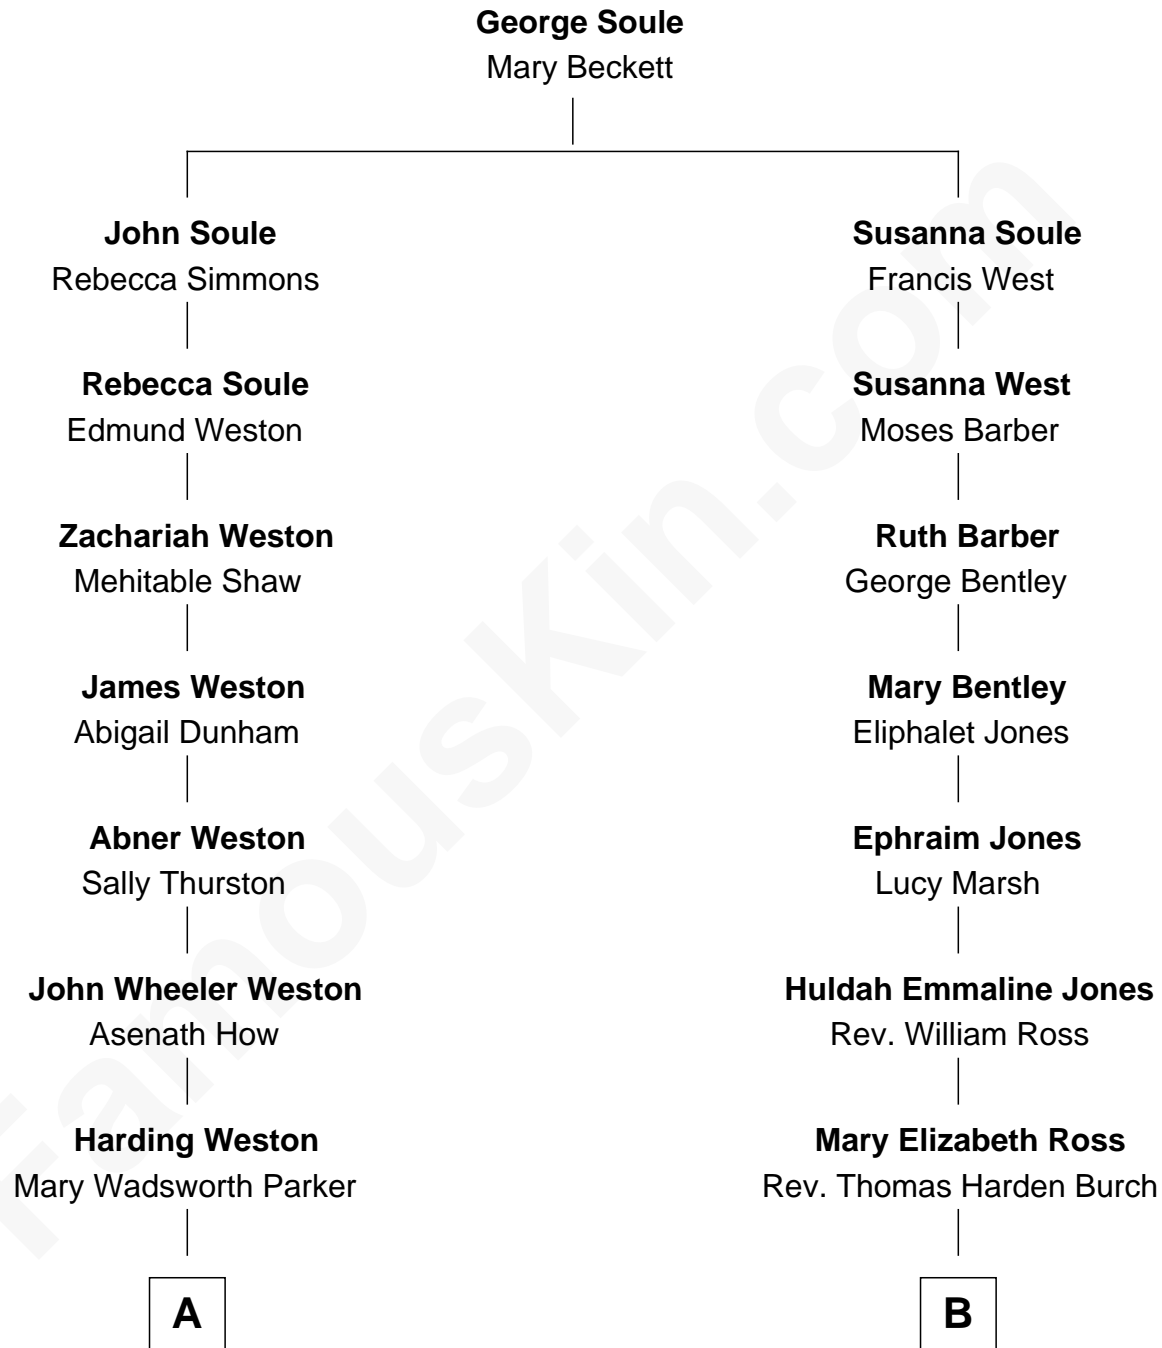 George Soule
Mary Beckett
John Soule
Rebecca Simmons
Susanna Soule
Francis West
Rebecca Soule
Edmund Weston
Susanna West
Moses Barber
Zachariah Weston
Mehitable Shaw
Ruth Barber
George Bentley
James Weston
Abigail Dunham
Mary Bentley
Eliphalet Jones
Abner Weston
Sally Thurston
Ephraim Jones
Lucy Marsh
John Wheeler Weston
Asenath How
Huldah Emmaline Jones
Rev. William Ross
Harding Weston
Mary Wadsworth Parker
Mary Elizabeth Ross
Rev. Thomas Harden Burch
A
B
FamousKin.com